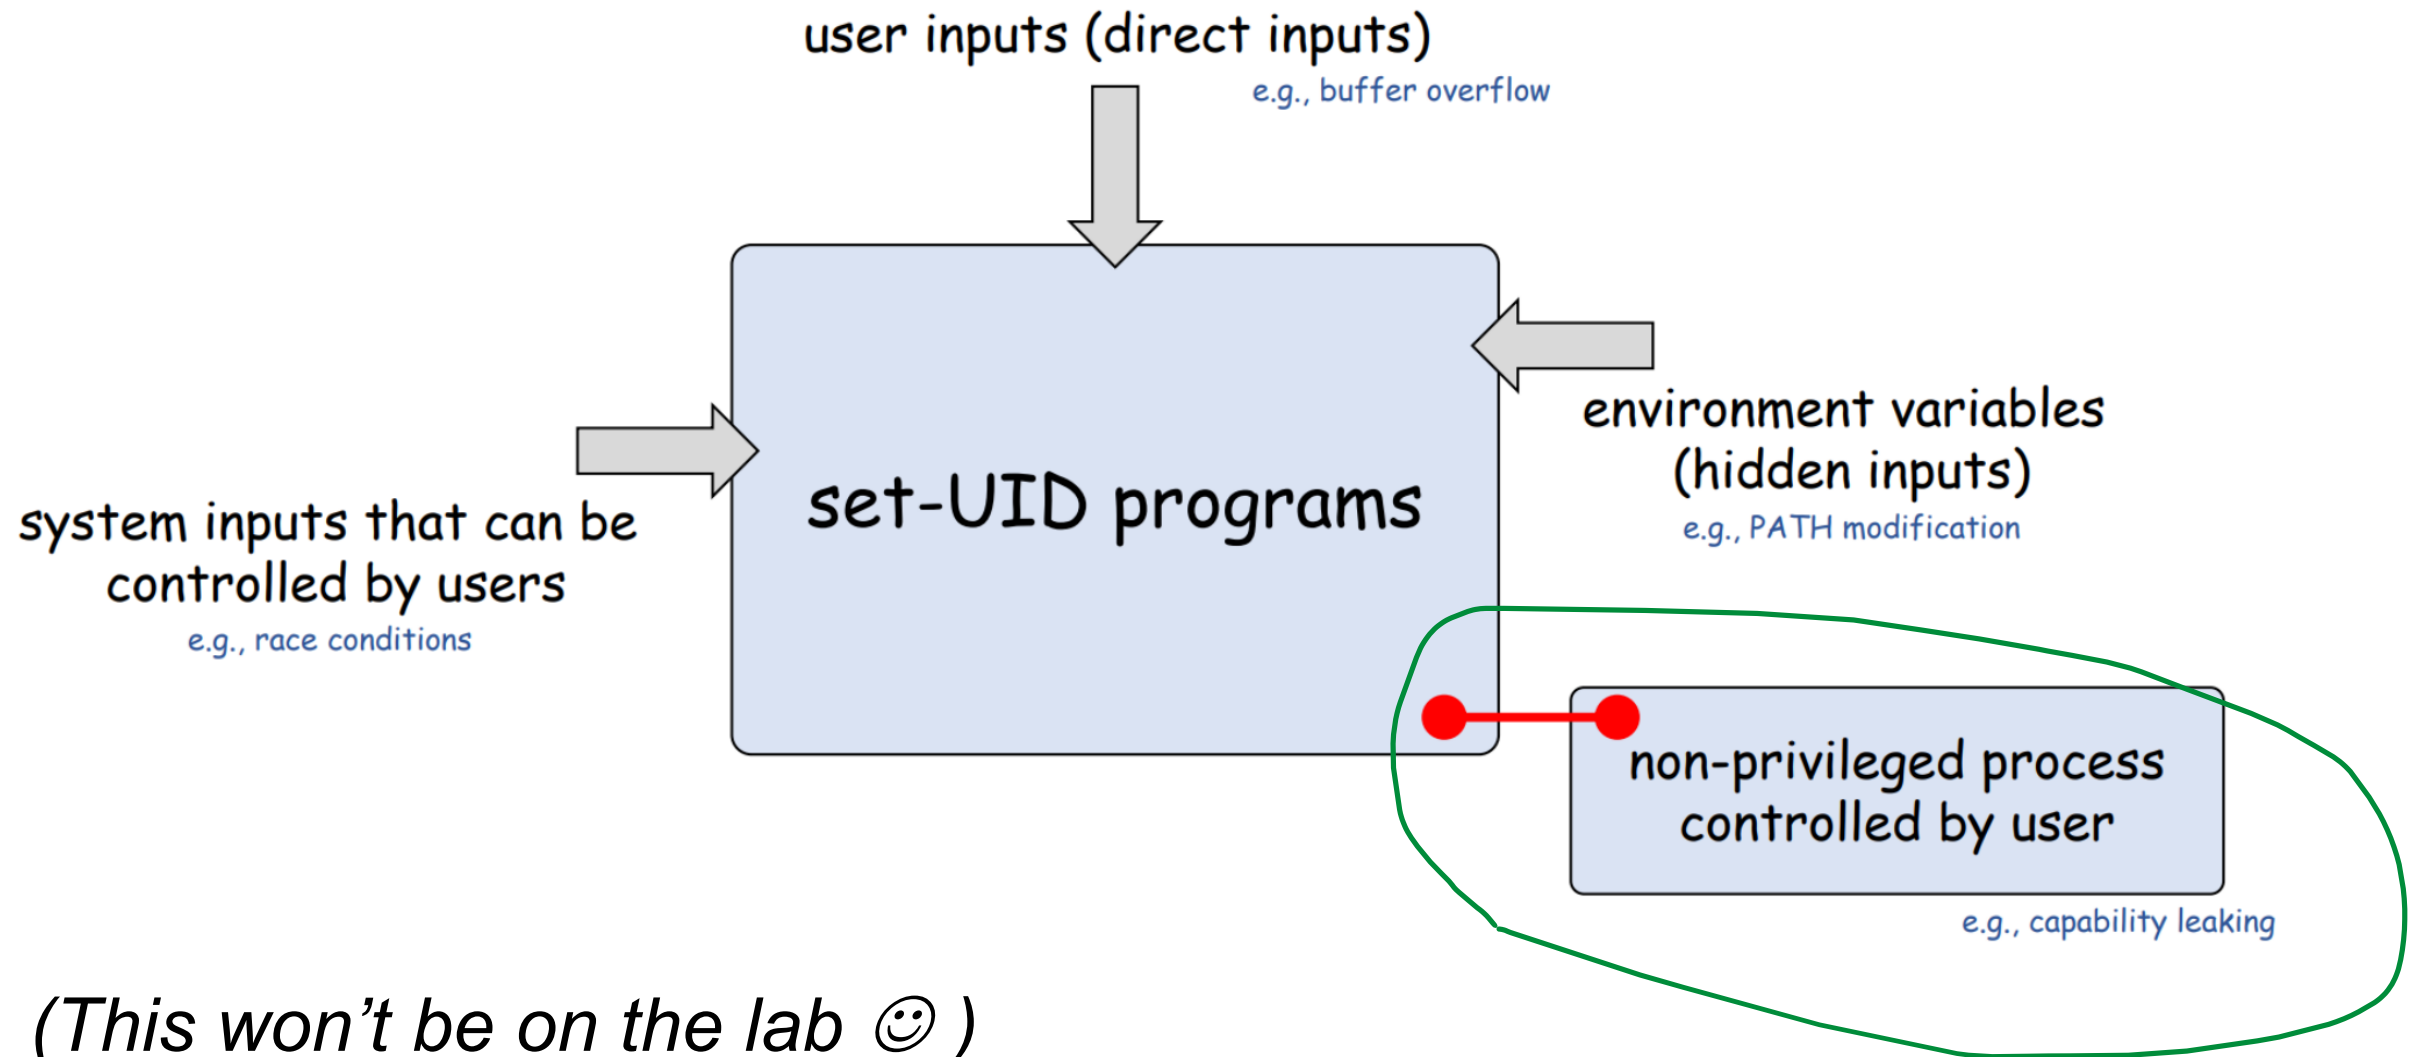 user inputs (direct inputs)
e.g., buffer overflow
environment variables
(hidden inputs)
e.g., PATH modification
set-UID programs
system inputs that can be
controlled by users
e.g., race conditions
non-privileged process
controlled by user
e.g., capability leaking
(This won’t be on the lab ☺ )